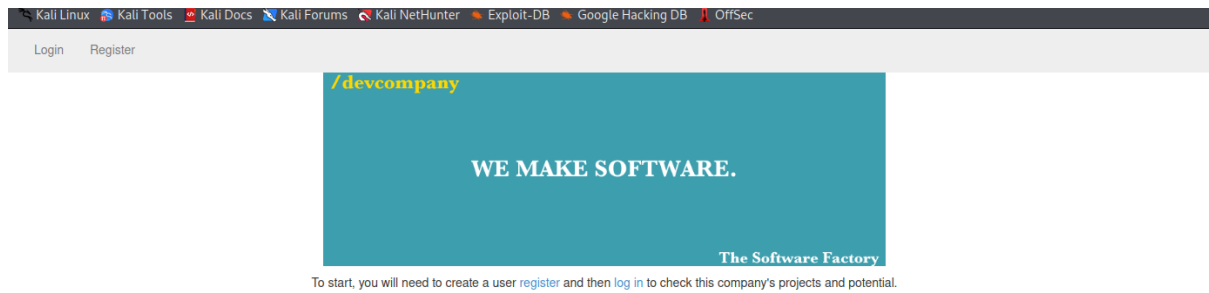 Kali Linux Kali Tools Kali Docs Kali Forums Kali NetHunter Exploit-DB Google Hacking DB OffSec
Login Register
/devcompany
WE MAKE SOFTWARE.
The Software Factory
To start, you will need to create a user register and then log in to check this company's projects and potential.